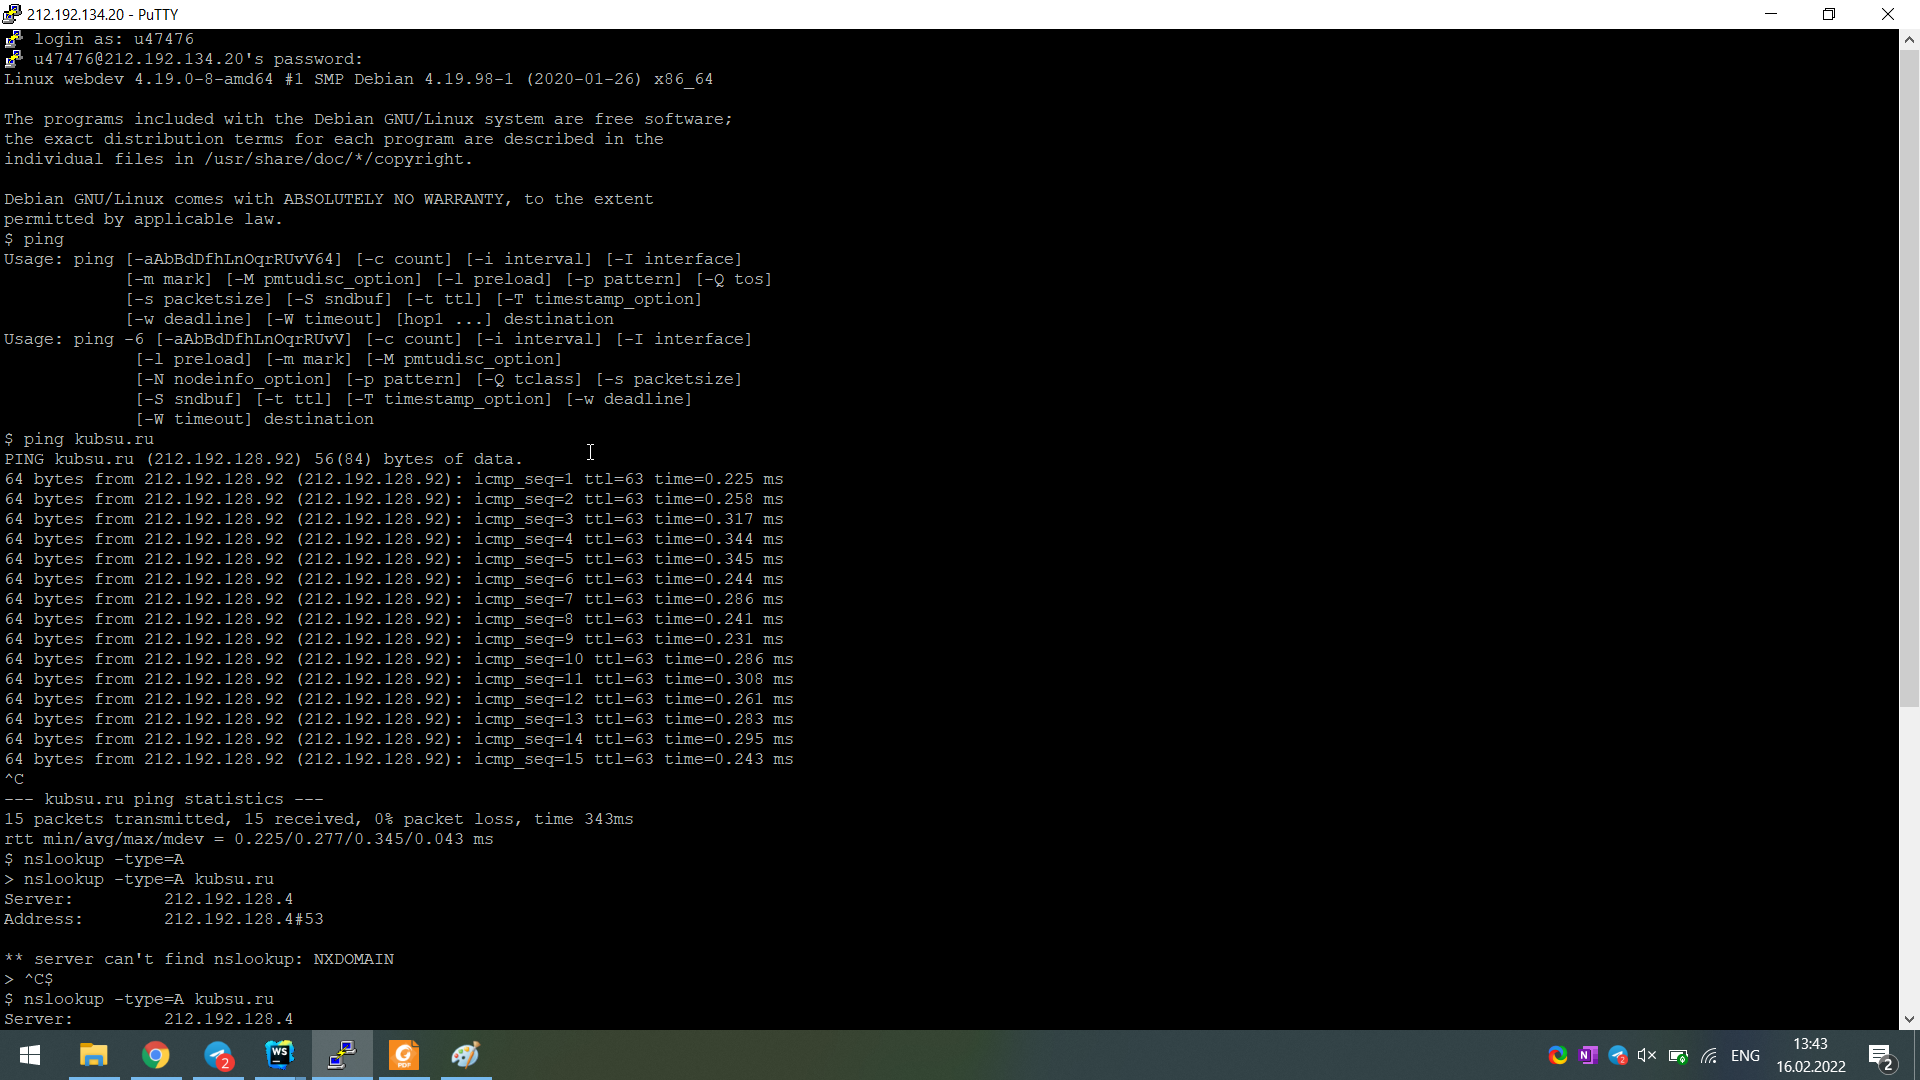 212.192.134.20 - PuTTY
login as: u47476
u47476@212.192.134.20's password:
Linux webdev 4.19.0-8-amd64 #1 SMP Debian 4.19.98-1 (2020-01-26) x86_64
The programs included with the Debian GNU/Linux system are free software;
the exact distribution terms for each program are described in the
individual files in /usr/share/doc/*/copyright.
Debian GNU/Linux comes with ABSOLUTELY NO WARRANTY, to the extent
permitted by applicable law.
$ ping
Usage: ping [-aAbBdDfhLnOqrRUvV64] [-c count] [-i interval] [-I interface]
[-m mark] [-M pmtudisc_option] [-l preload] [-p pattern] [-Q tos]
[-s packetsize] [-S sndbuf] [-t ttl] [-T timestamp_option]
[-w deadline] [-W timeout] [hop1 ...] destination
Usage: ping -6 [-aAbBdDfhLnOqrRUvV] [-c count] [-i interval] [-I interface]
[-l preload] [-m mark] [-M pmtudisc_option]
[-N nodeinfo_option] [-p pattern] [-Q tclass] [-s packetsize]
[-S sndbuf] [-t ttl] [-T timestamp_option] [-w deadline]
[-W timeout] destination
$ ping kubsu.ru
PING kubsu.ru (212.192.128.92) 56(84) bytes of data.
64 bytes from 212.192.128.92 (212.192.128.92): icmp_seq=1 ttl=63 time=0.225 ms
64 bytes from 212.192.128.92 (212.192.128.92): icmp_seq=2 ttl=63 time=0.258 ms
64 bytes from 212.192.128.92 (212.192.128.92): icmp_seq=3 ttl=63 time=0.317 ms
64 bytes from 212.192.128.92 (212.192.128.92): icmp_seq=4 ttl=63 time=0.344 ms
64 bytes from 212.192.128.92 (212.192.128.92): icmp_seq=5 ttl=63 time=0.345 ms
64 bytes from 212.192.128.92 (212.192.128.92): icmp_seq=6 ttl=63 time=0.244 ms
64 bytes from 212.192.128.92 (212.192.128.92): icmp_seq=7 ttl=63 time=0.286 ms
64 bytes from 212.192.128.92 (212.192.128.92): icmp_seq=8 ttl=63 time=0.241 ms
64 bytes from 212.192.128.92 (212.192.128.92): icmp_seq=9 ttl=63 time=0.231 ms
64 bytes from 212.192.128.92 (212.192.128.92): icmp_seq=10 ttl=63 time=0.286 ms
64 bytes from 212.192.128.92 (212.192.128.92): icmp_seq=11 ttl=63 time=0.308 ms
64 bytes from 212.192.128.92 (212.192.128.92): icmp_seq=12 ttl=63 time=0.261 ms
64 bytes from 212.192.128.92 (212.192.128.92): icmp_seq=13 ttl=63 time=0.283 ms
64 bytes from 212.192.128.92 (212.192.128.92): icmp_seq=14 ttl=63 time=0.295 ms
64 bytes from 212.192.128.92 (212.192.128.92): icmp_seq=15 ttl=63 time=0.243 ms
^C
--- kubsu.ru ping statistics ---
15 packets transmitted, 15 received, 0% packet loss, time 343ms
rtt min/avg/max/mdev = 0.225/0.277/0.345/0.043 ms
$ nslookup -type=A
> nslookup -type=A kubsu.ru
Server: 212.192.128.4
Address: 212.192.128.4#53
** server can't find nslookup: NXDOMAIN
> ^C$
$ nslookup -type=A kubsu.ru
Server: 212.192.128.4
2
WS
PDF
N
2
ENG
13:43
16.02.2022
2